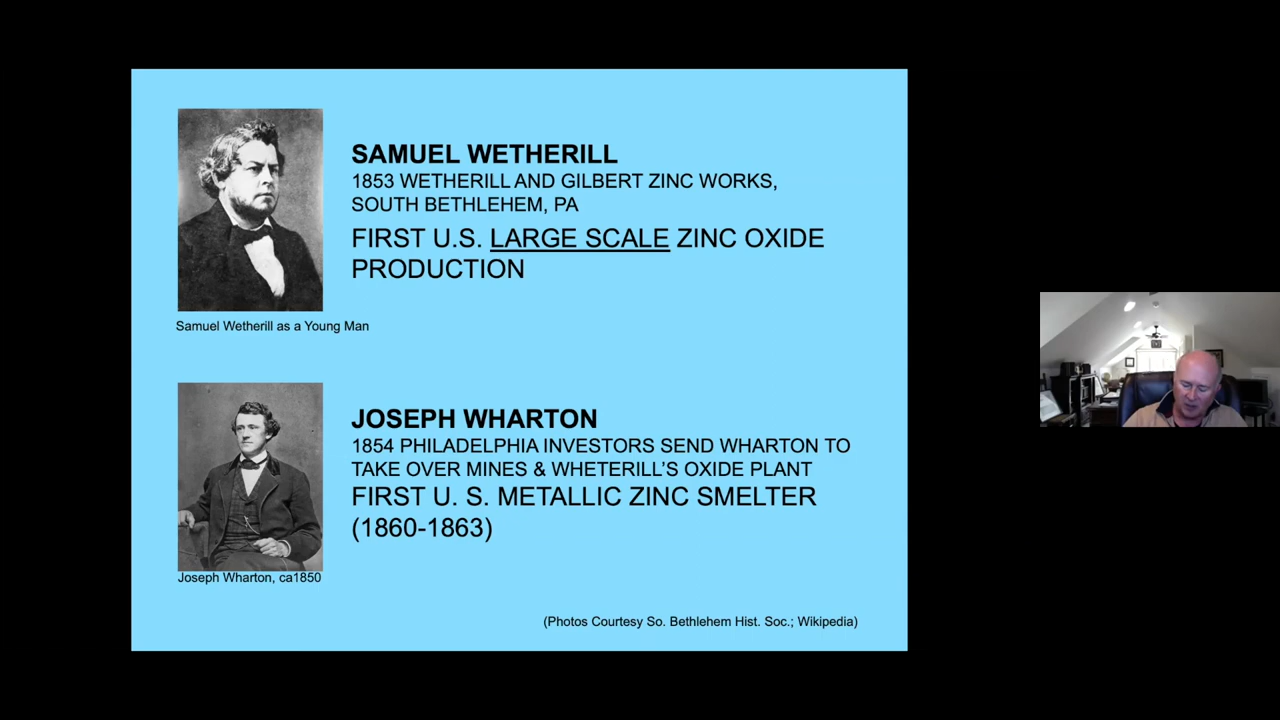 SAMUEL WETHERILL
1853 WETHERILL AND GILBERT ZINC WORKS,
SOUTH BETHLEHEM, PA
FIRST U.S. LARGE SCALE ZINC OXIDE
PRODUCTION
Samuel Wetherill as a Young Man
JOSEPH WHARTON
1854 PHILADELPHIA INVESTORS SEND WHARTON TO
TAKE OVER MINES & WHETERILL’S OXIDE PLANT
FIRST U. S. METALLIC ZINC SMELTER
(1860-1863)
Joseph Wharton, ca1850
(Photos Courtesy So. Bethlehem Hist. Soc.; Wikipedia)